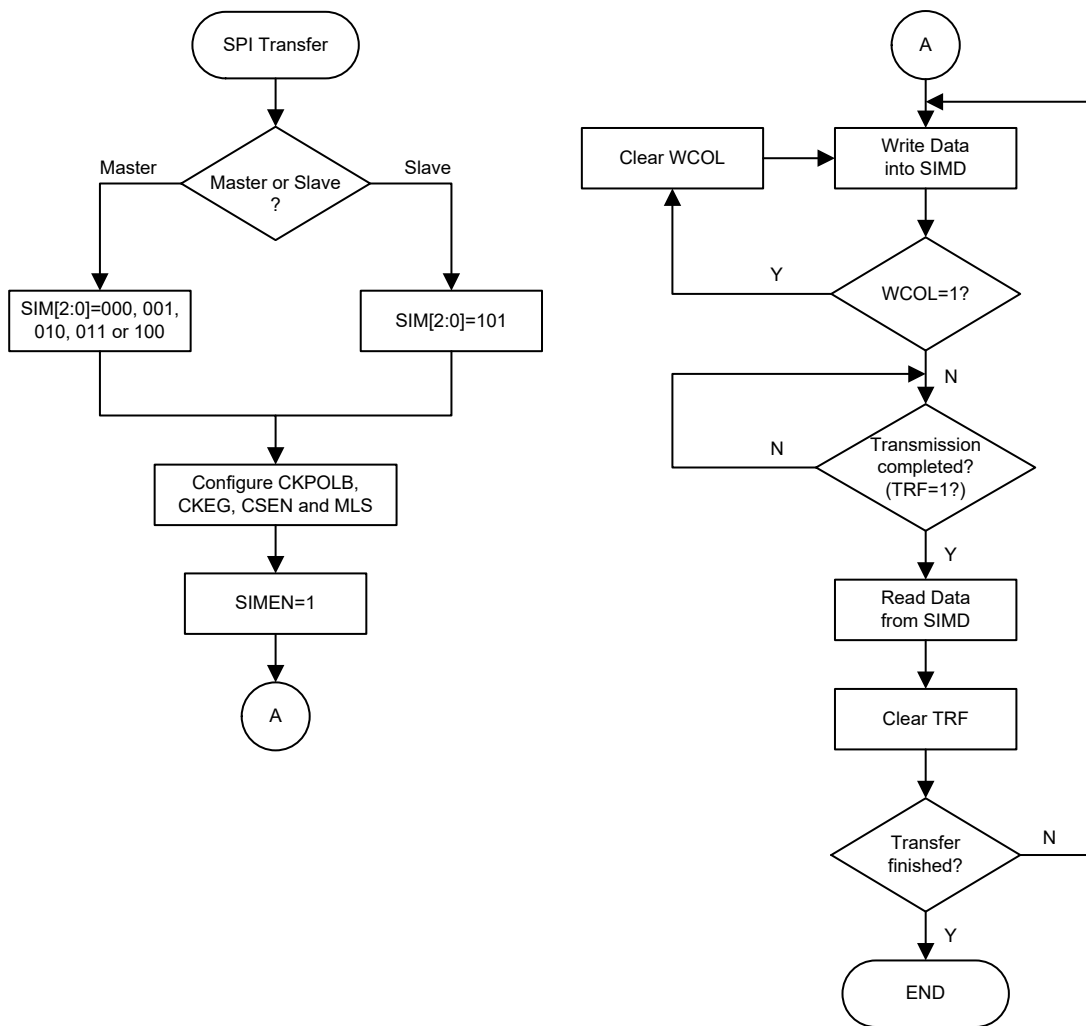 SPI Transfer
Master or Slave
?
Master
Slave
SIM[2:0]=000, 001,
010, 011 or 100
SIM[2:0]=101
Configure CKPOLB,
CKEG, CSEN and MLS
SIMEN=1
A
A
Write Data
into SIMD
Clear WCOL
WCOL=1?
Y
N
Transmission
completed?
(TRF=1?)
N
Y
Read Data
from SIMD
Clear TRF
Transfer
finished?
N
Y
END